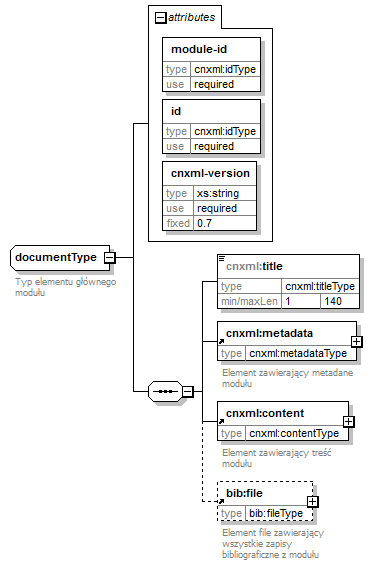 attributes
module-id
type cnxml:idType
use required
id
type cnxml:idType
use required
cnxml-version
type xs:string
use required
fixed 0.7
documentType
Typ elementu głównego
modułu
cnxml:title
type cnxml:titleType
min/maxLen 1 140
cnxml:metadata
type cnxml:metadataType
Element zawierający metadane
modułu
cnxml:content
type cnxml:contentType
Element zawierający treść
modułu
bib:file
type bib:fileType
Element file zawierający
wszystkie zapisy
bibliograficzne z modułu